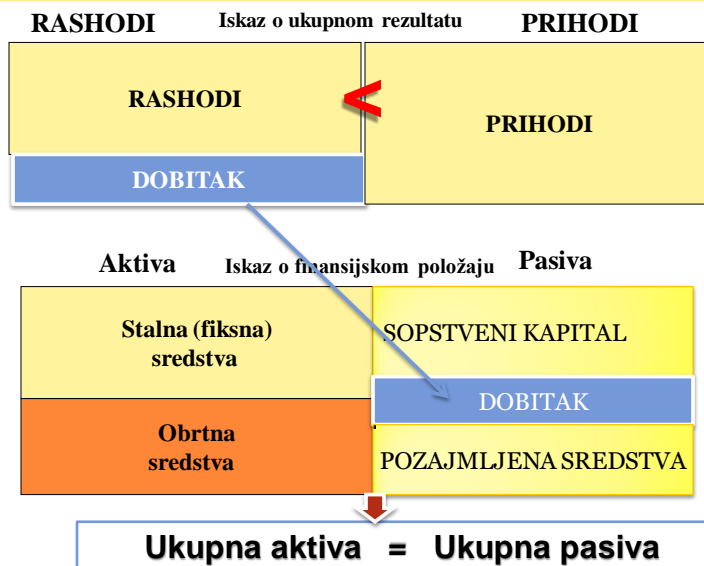 RASHODI Iskaz o ukupnom rezultatu PRIHODI
RASHODI < PRIHODI
DOBITAK
Aktiva Iskaz o finansijskom položaju Pasiva
Stalna (fiksna)
sredstva
SOPSTVENI KAPITAL
DOBITAK
Obrtna
sredstva
POZAJMLJENA SREDSTVA
Ukupna aktiva = Ukupna pasiva